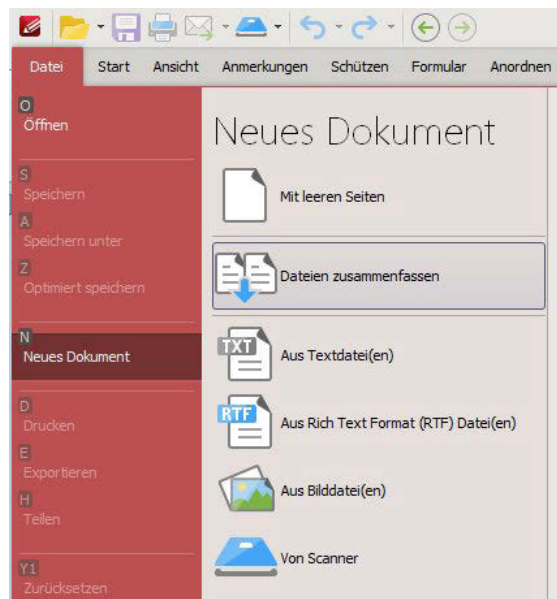 Datei Start Ansicht Anmerkungen Schützen Formular Anordnen
O
Öffnen
S
Speichern
A
Speichern unter
Z
Optimiert speichern
N
Neues Dokument
D
Drucken
E
Exportieren
H
Teilen
Y1
Zurücksetzen
Neues Dokument
Mit leeren Seiten
Dateien zusammenfassen
TXT
Aus Textdatei(en)
RTF
Aus Rich Text Format (RTF) Datei(en)
Aus Bilddatei(en)
Von Scanner